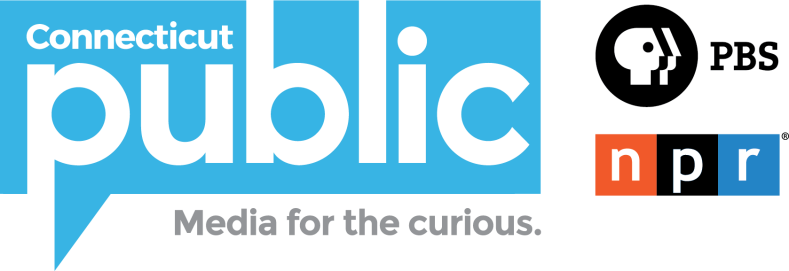 Connecticut
public
Media for the curious.
PBS
npr®